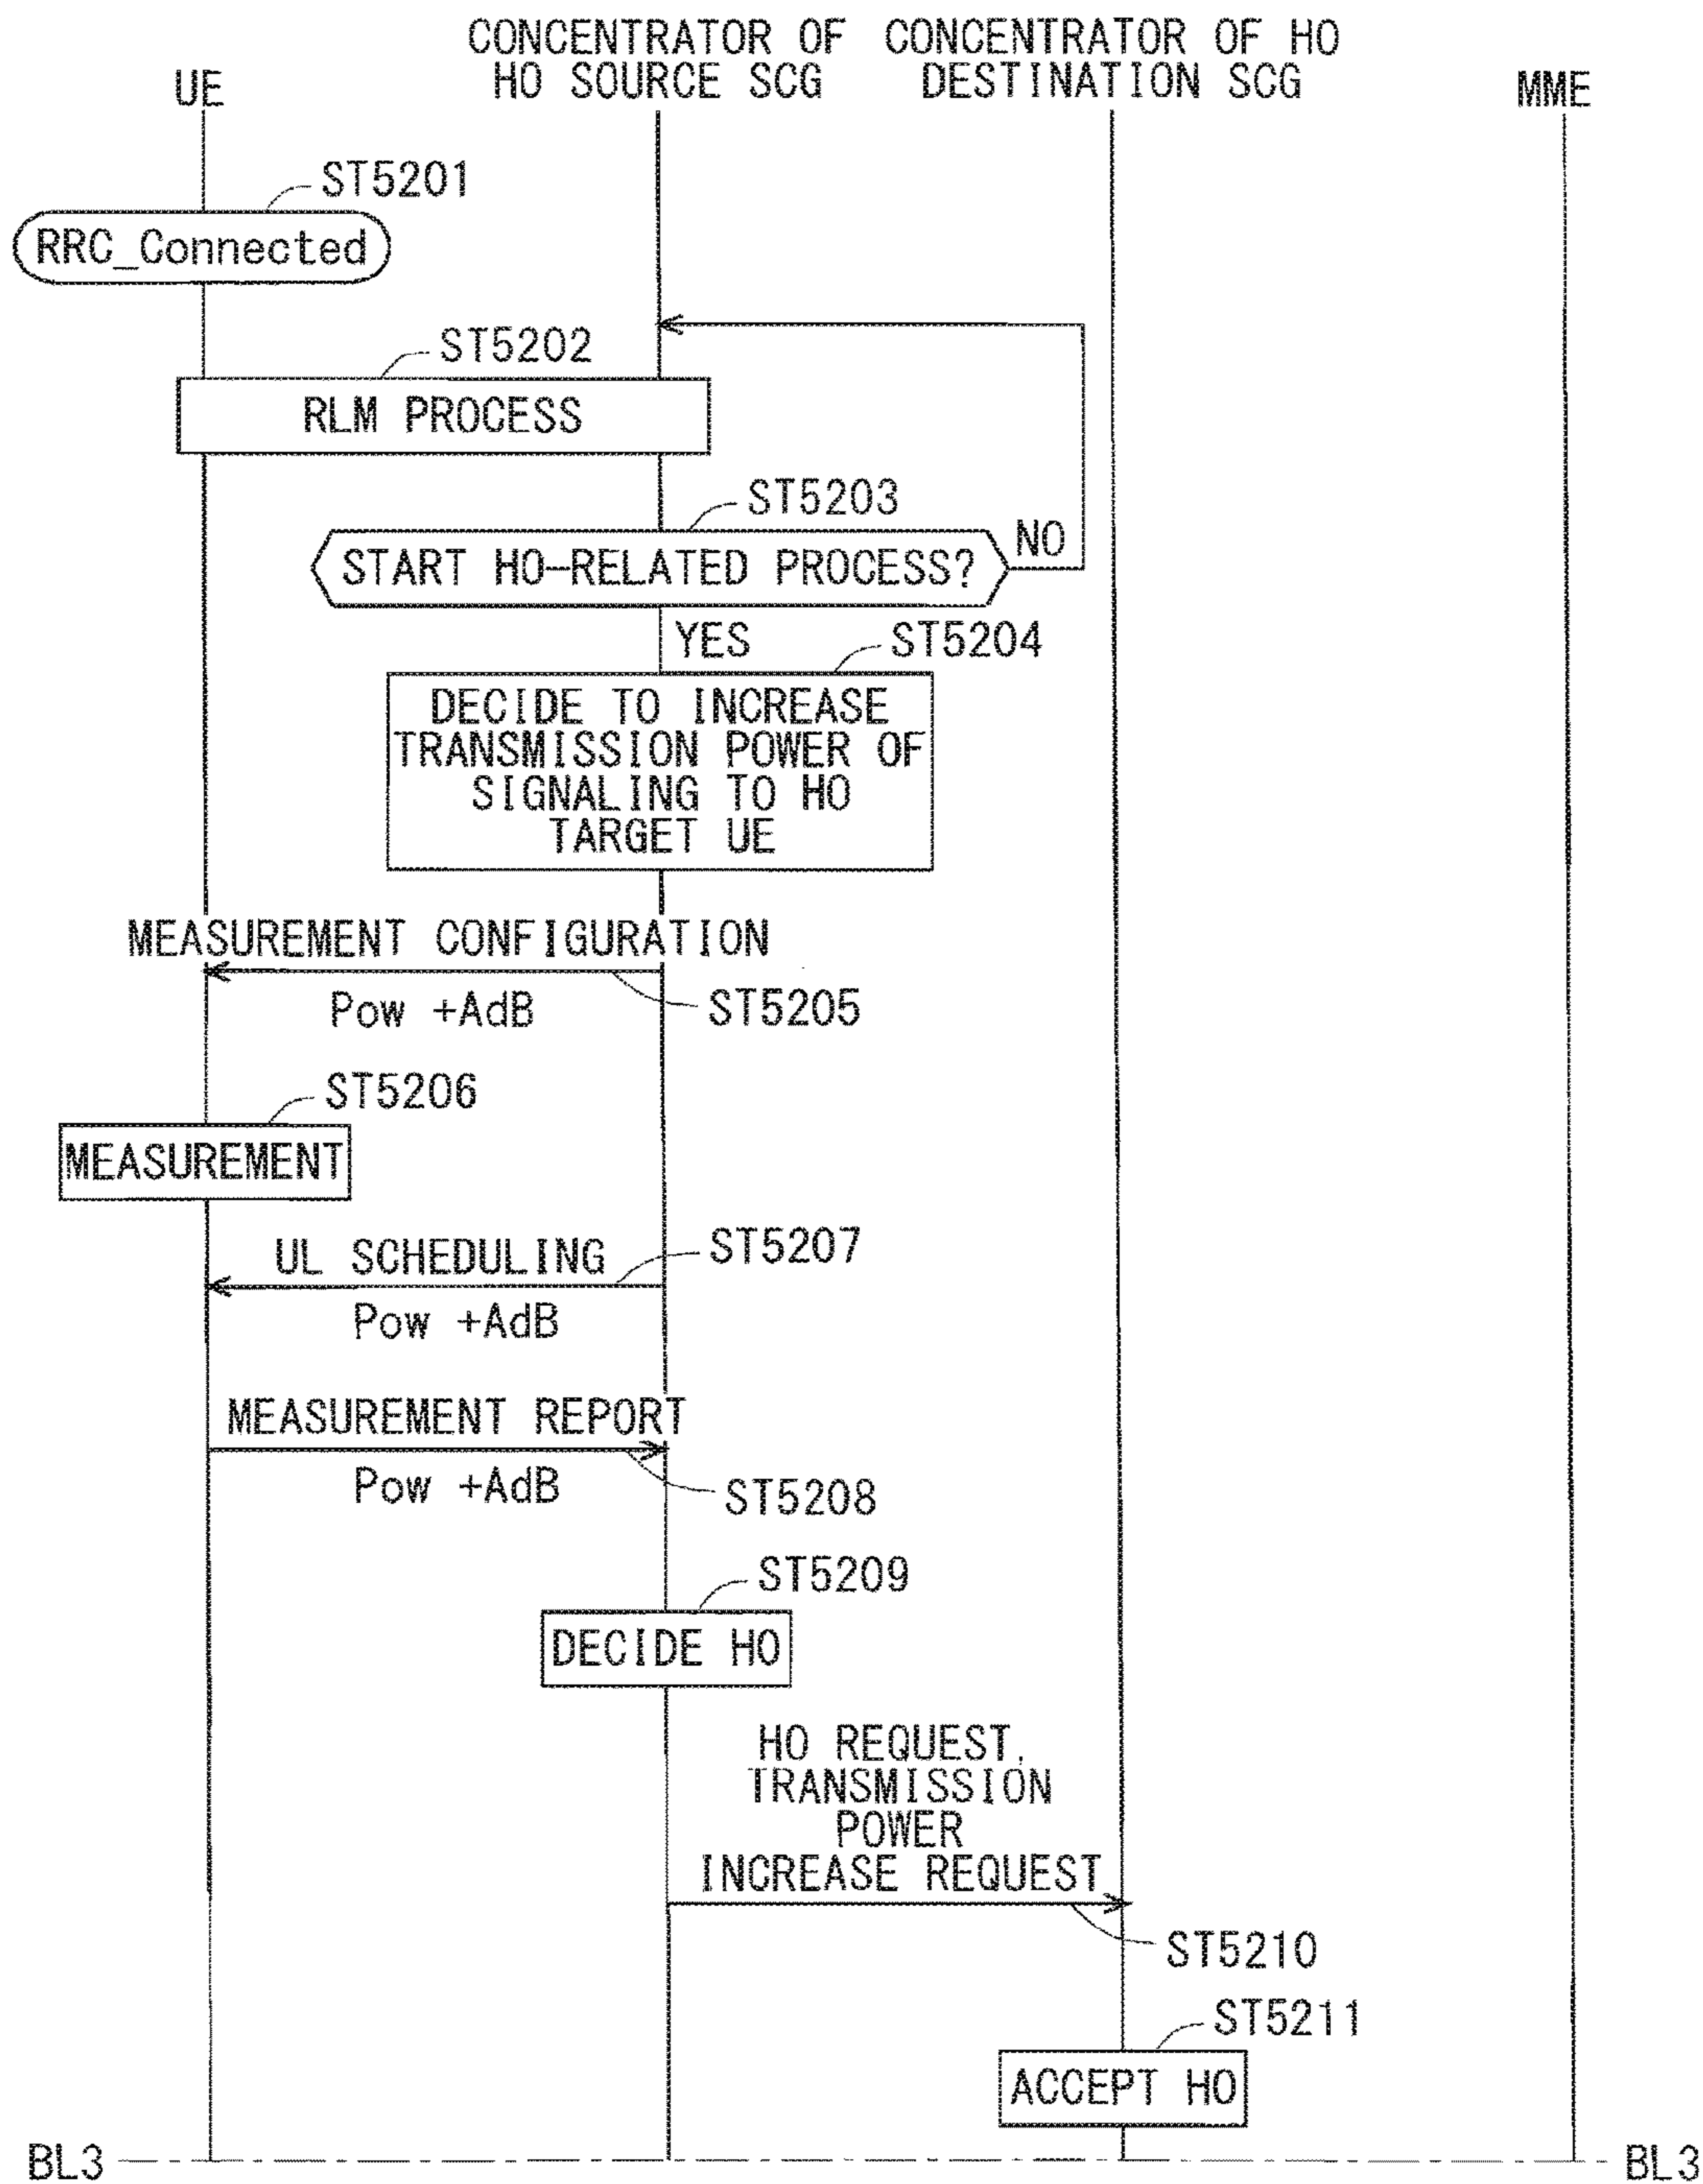 UE
CONCENTRATOR OF
HO SOURCE SCG
CONCENTRATOR OF HO
DESTINATION SCG
MME
ST5201
RRC_Connected
ST5202
RLM PROCESS
ST5203
START HO-RELATED PROCESS?
NO
YES
ST5204
DECIDE TO INCREASE
TRANSMISSION POWER OF
SIGNALING TO HO
TARGET UE
MEASUREMENT CONFIGURATION
Pow +AdB
ST5205
ST5206
MEASUREMENT
UL SCHEDULING
ST5207
Pow +AdB
MEASUREMENT REPORT
Pow +AdB
ST5208
ST5209
DECIDE HO
HO REQUEST,
TRANSMISSION
POWER
INCREASE REQUEST
ST5210
ST5211
ACCEPT HO
BL3
BL3